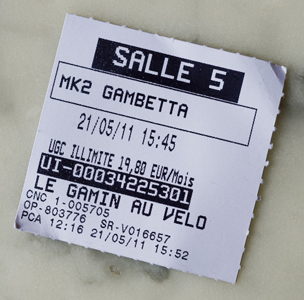 SALLE 5
MK2 GAMBETTA
21/05/11 15:45
UGC ILLIMITE 19,80 EUR/Mois
UI-00034225301
LE GAMIN AU VELO
CNC 1-005705
OP-803776 SR-V016657
PCA 12:16 21/05/11 15:52